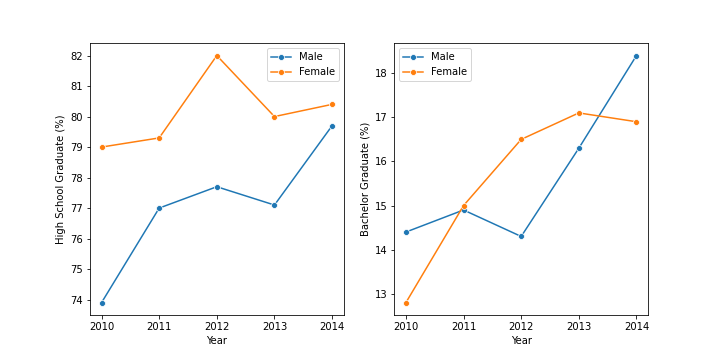 Male
Female
82
81
80
79
78
77
76
75
74
High School Graduate (%)
2010 2011 2012 2013 2014
Year
Male
Female
18
17
16
15
14
13
Bachelor Graduate (%)
2010 2011 2012 2013 2014
Year